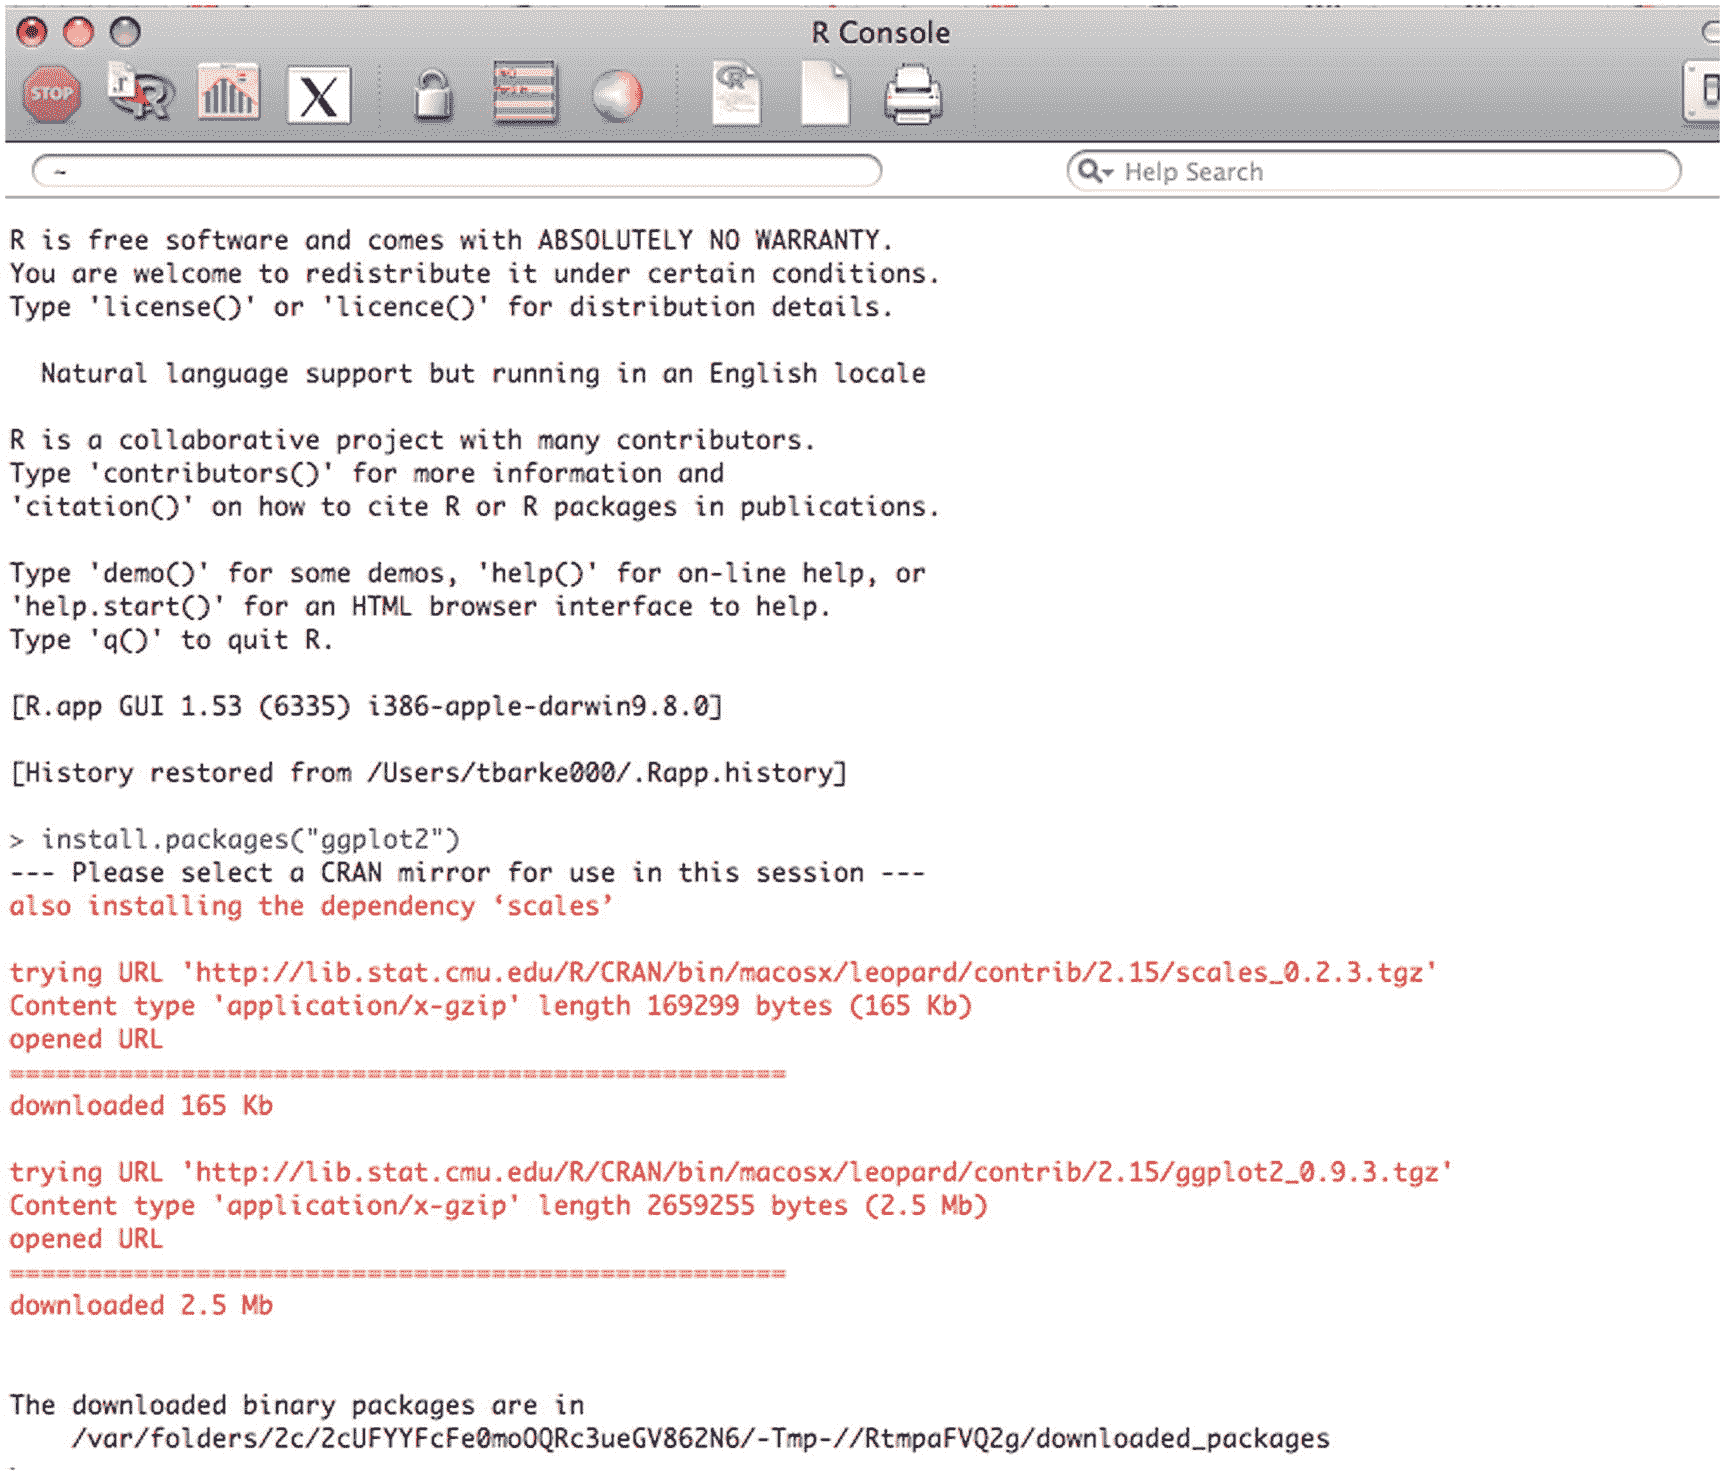 R Console
STOP
X
~
Help Search
R is free software and comes with ABSOLUTELY NO WARRANTY.
You are welcome to redistribute it under certain conditions.
Type 'license()' or 'licence()' for distribution details.
Natural language support but running in an English locale
R is a collaborative project with many contributors.
Type 'contributors()' for more information and
'citation()' on how to cite R or R packages in publications.
Type 'demo()' for some demos, 'help()' for on-line help, or
'help.start()' for an HTML browser interface to help.
Type 'q()' to quit R.
[R.app GUI 1.53 (6335) i386-apple-darwin9.8.0]
[History restored from /Users/tbarke000/.Rapp.history]
> install.packages("ggplot2")
--- Please select a CRAN mirror for use in this session ---
also installing the dependency ‘scales’
trying URL 'http://lib.stat.cmu.edu/R/CRAN/bin/macosx/leopard/contrib/2.15/scales_0.2.3.tgz'
Content type 'application/x-gzip' length 169299 bytes (165 Kb)
opened URL
==================================================
downloaded 165 Kb
trying URL 'http://lib.stat.cmu.edu/R/CRAN/bin/macosx/leopard/contrib/2.15/ggplot2_0.9.3.tgz'
Content type 'application/x-gzip' length 2659255 bytes (2.5 Mb)
opened URL
==================================================
downloaded 2.5 Mb
The downloaded binary packages are in
/var/folders/2c/2cUFYYFcFe0moOQRc3ueGV862N6/-Tmp-//RtmpaFVQ2g/downloaded_packages